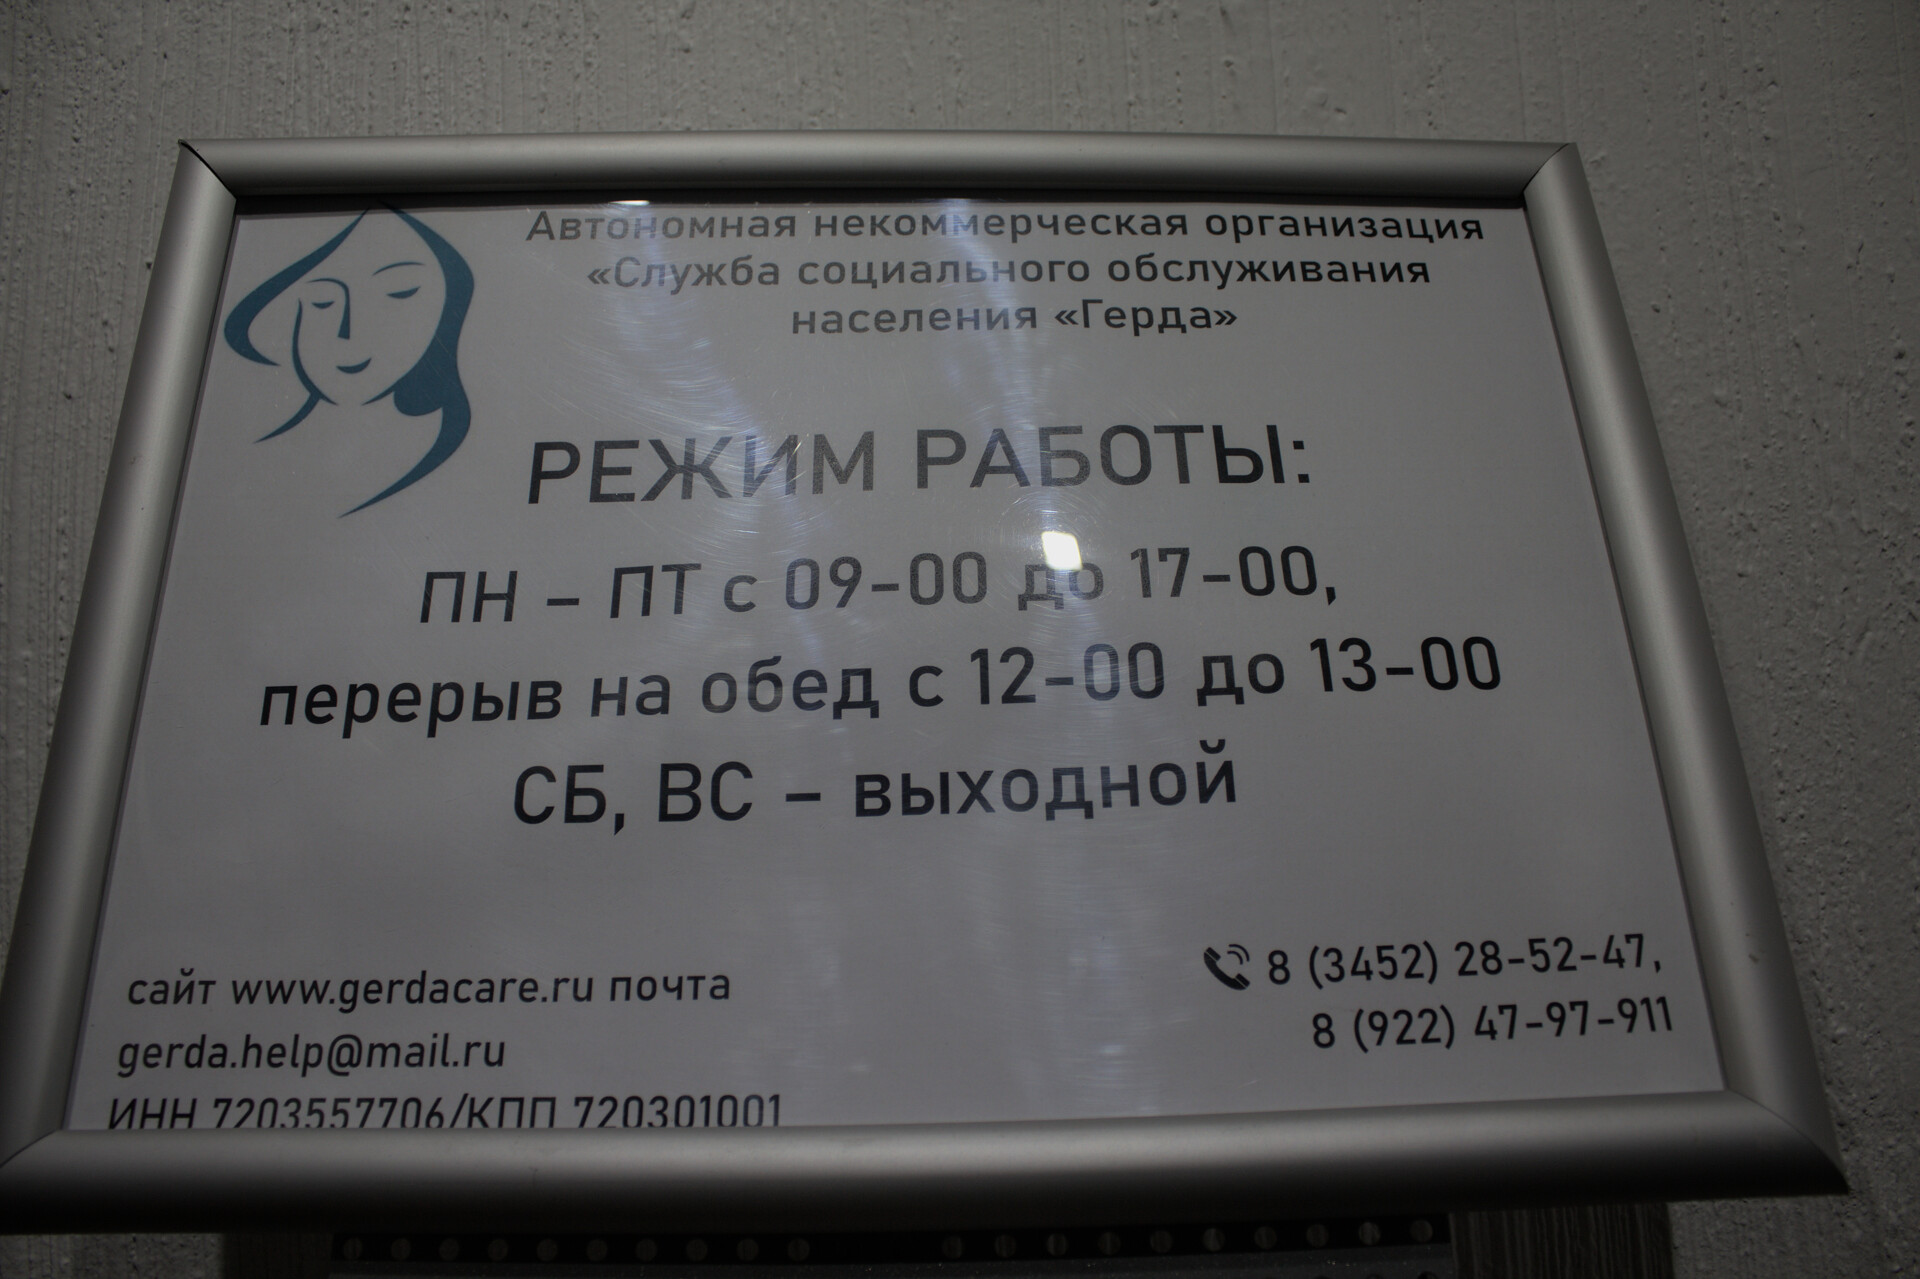 Автономная некоммерческая организация
«Служба социального обслуживания
населения «Герда»
РЕЖИМ РАБОТЫ:
ПН – ПТ с 09-00 до 17-00,
перерыв на обед с 12-00 до 13-00
СБ, ВС – выходной
сайт www.gerdacare.ru почта
gerda.help@mail.ru
ИНН 7203557706/КПП 720301001
8 (3452) 28-52-47,
8 (922) 47-97-911